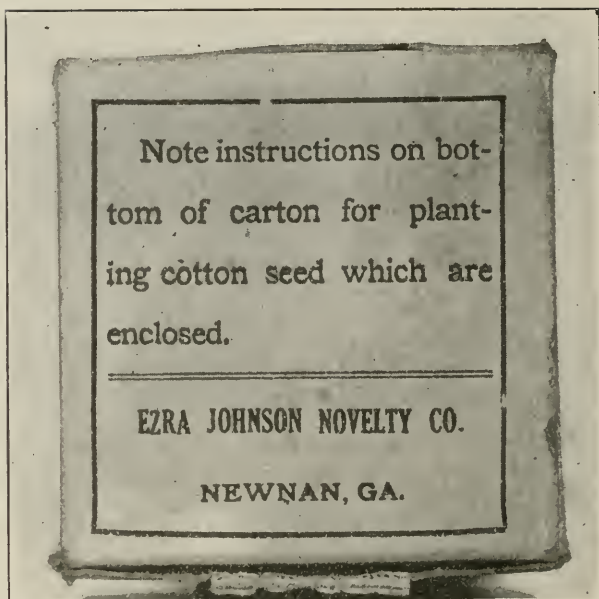 Note instructions on bot-
tom of carton for plant-
ing cotton seed which are
enclosed.
EZRA JOHNSON NOVELTY CO.
NEWNAN, GA.